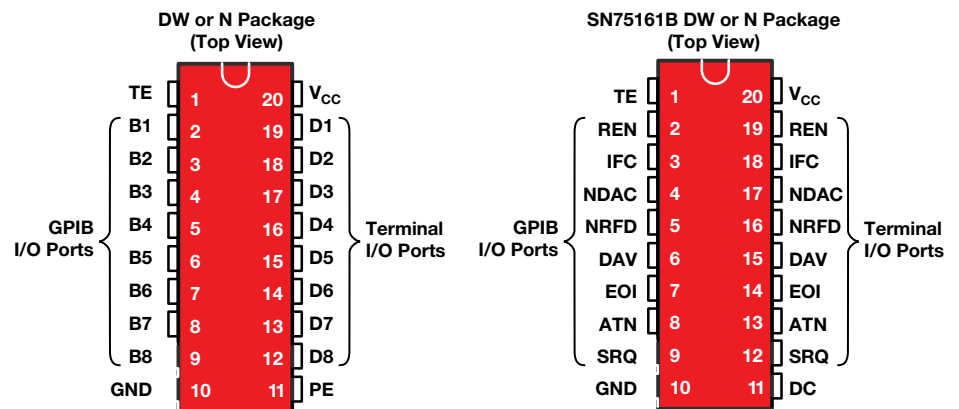 DW or N Package
(Top View)
TE 1 20 VCC
B1 2 19 D1
B2 3 18 D2
B3 4 17 D3
B4 5 16 D4
B5 6 15 D5
B6 7 14 D6
B7 8 13 D7
B8 9 12 D8
GND 10 11 PE
GPIB
I/O Ports
Terminal
I/O Ports
SN75161B DW or N Package
(Top View)
TE 1 20 VCC
REN 2 19 REN
IFC 3 18 IFC
NDAC 4 17 NDAC
NRFD 5 16 NRFD
DAV 6 15 DAV
EOI 7 14 EOI
ATN 8 13 ATN
SRQ 9 12 SRQ
GND 10 11 DC
GPIB
I/O Ports
Terminal
I/O Ports